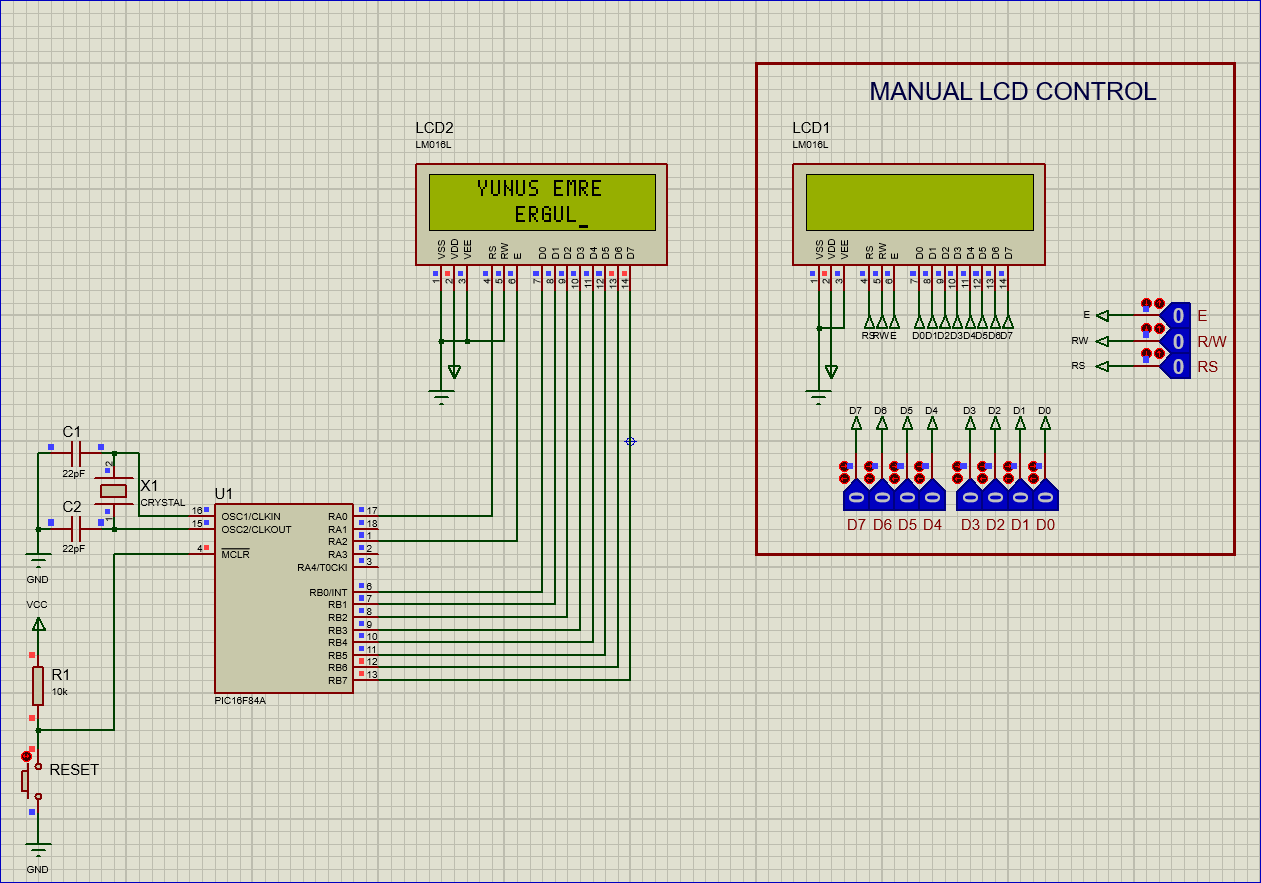 MANUAL LCD CONTROL
LCD2
LM016L
YUNUS EMRE
ERGUL_
VSS VDD VEE RS RW E D0 D1 D2 D3 D4 D5 D6 D7
1 2 3 4 5 6 7 8 9 10 11 12 13 14
LCD1
LM016L
VSS VDD VEE RS RW E D0 D1 D2 D3 D4 D5 D6 D7
1 2 3 4 5 6 7 8 9 10 11 12 13 14
RS RW E D0 D1 D2 D3 D4 D5 D6 D7
E 0 E
RW 0 R/W
RS 0 RS
D7 D6 D5 D4 D3 D2 D1 D0
0 0 0 0 0 0 0 0
D7 D6 D5 D4 D3 D2 D1 D0
C1
22pF
C2
22pF
2
X1
CRYSTAL
1
GND
U1
16 OSC1/CLKIN
15 OSC2/CLKOUT
4 MCLR
RA0 17
RA1 18
RA2 1
RA3 2
RA4/T0CKI 3
RB0/INT 6
RB1 7
RB2 8
RB3 9
RB4 10
RB5 11
RB6 12
RB7 13
PIC16F84A
VCC
R1
10k
RESET
GND